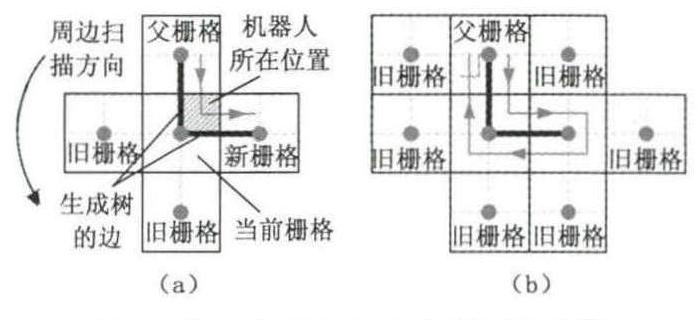 周边扫
描方向
父栅格
机器人
所在位置
旧栅格
新栅格
生成树
的边
旧栅格
当前栅格
(a)
父栅格
旧栅格
旧栅格
旧栅格
旧栅格
旧栅格
旧栅格
(b)